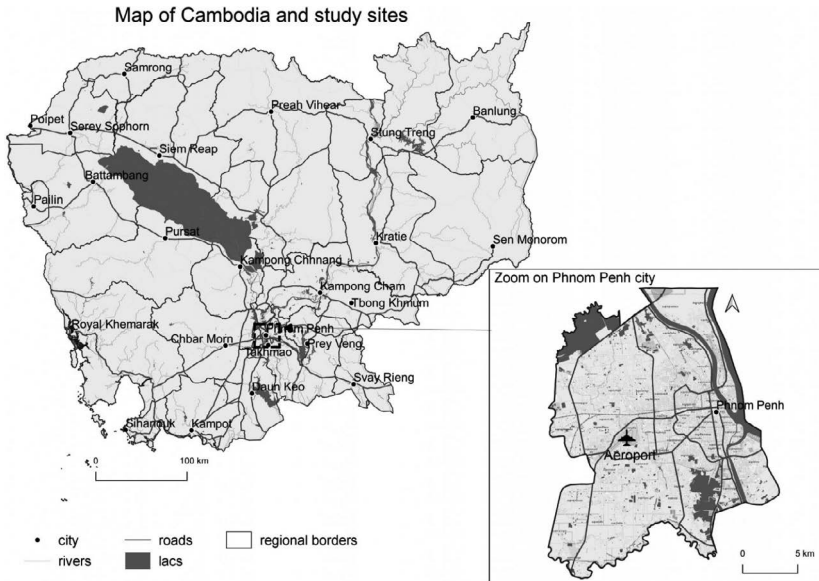 Map of Cambodia and study sites
Samrong
Preah Vihear
Banlung
Poipet
Serey Sophorn
Stung Treng
Siem Reap
Battambang
Pailin
Pursat
Kratie
Sen Monorom
Kampong Chhnang
Zoom on Phnom Penh city
Kampong Cham
Tbong Khmum
Royal Khemarak
Phnom Penh
Chbar Morn
Takhmao
Prey Veng
Svay Rieng
Daun Keo
Phnom Penh
Sihanouk
Kampot
Aéroport
0 100 km
city
roads
regional borders
rivers
lacs
0 5 km